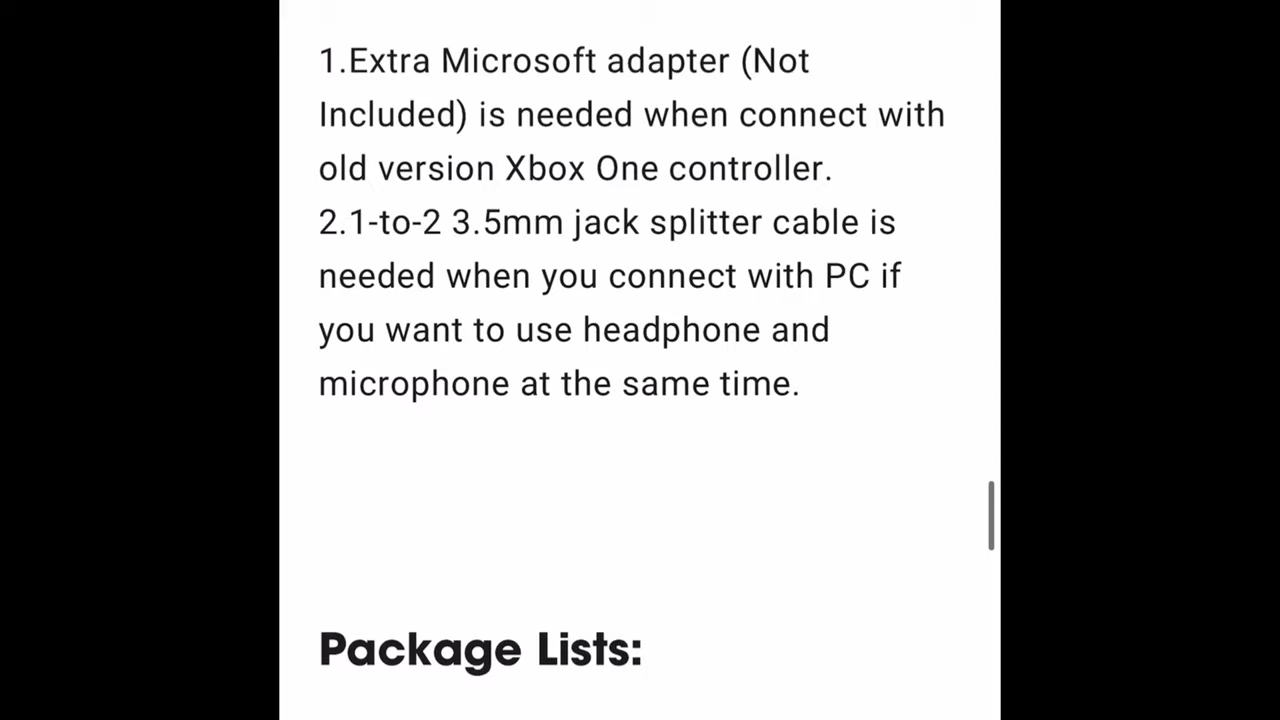 1.Extra Microsoft adapter (Not
Included) is needed when connect with
old version Xbox One controller.
2.1-to-2 3.5mm jack splitter cable is
needed when you connect with PC if
you want to use headphone and
microphone at the same time.
Package Lists: